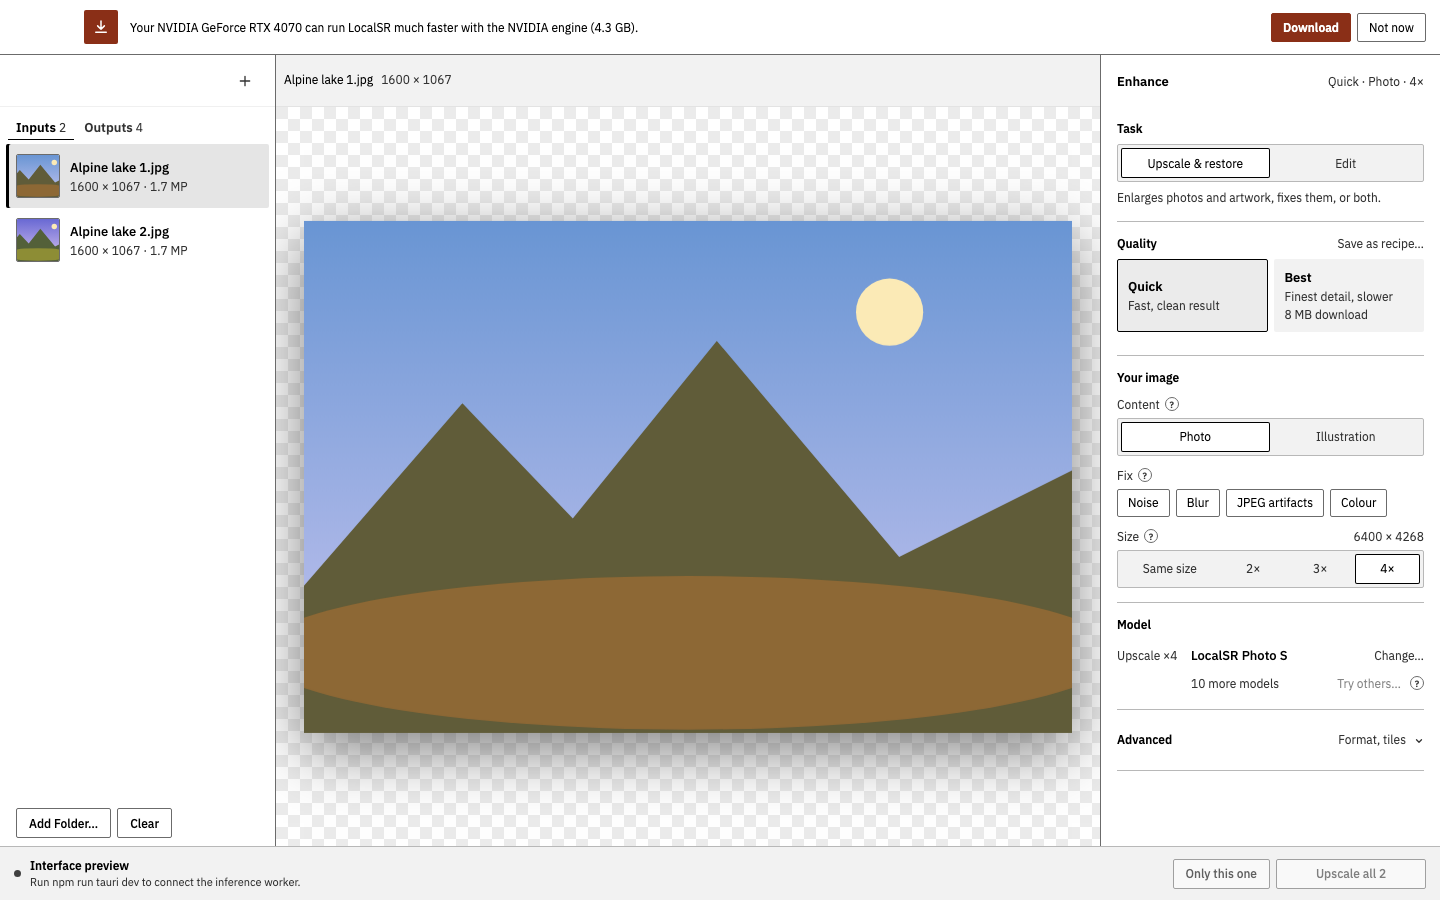 Your NVIDIA GeForce RTX 4070 can run LocalSR much faster with the NVIDIA engine (4.3 GB).
Download
Not now
Inputs 2
Outputs 4
Alpine lake 1.jpg
1600 × 1067 · 1.7 MP
Alpine lake 2.jpg
1600 × 1067 · 1.7 MP
Add Folder...
Clear
Alpine lake 1.jpg 1600 × 1067
Enhance
Quick · Photo · 4×
Task
Upscale & restore
Edit
Enlarges photos and artwork, fixes them, or both.
Quality
Save as recipe...
Quick
Fast, clean result
Best
Finest detail, slower
8 MB download
Your image
Content ?
Photo
Illustration
Fix ?
Noise
Blur
JPEG artifacts
Colour
Size ?
6400 × 4268
Same size
2×
3×
4×
Model
Upscale ×4
LocalSR Photo S
Change...
10 more models
Try others... ?
Advanced
Format, tiles
Interface preview
Run npm run tauri dev to connect the inference worker.
Only this one
Upscale all 2